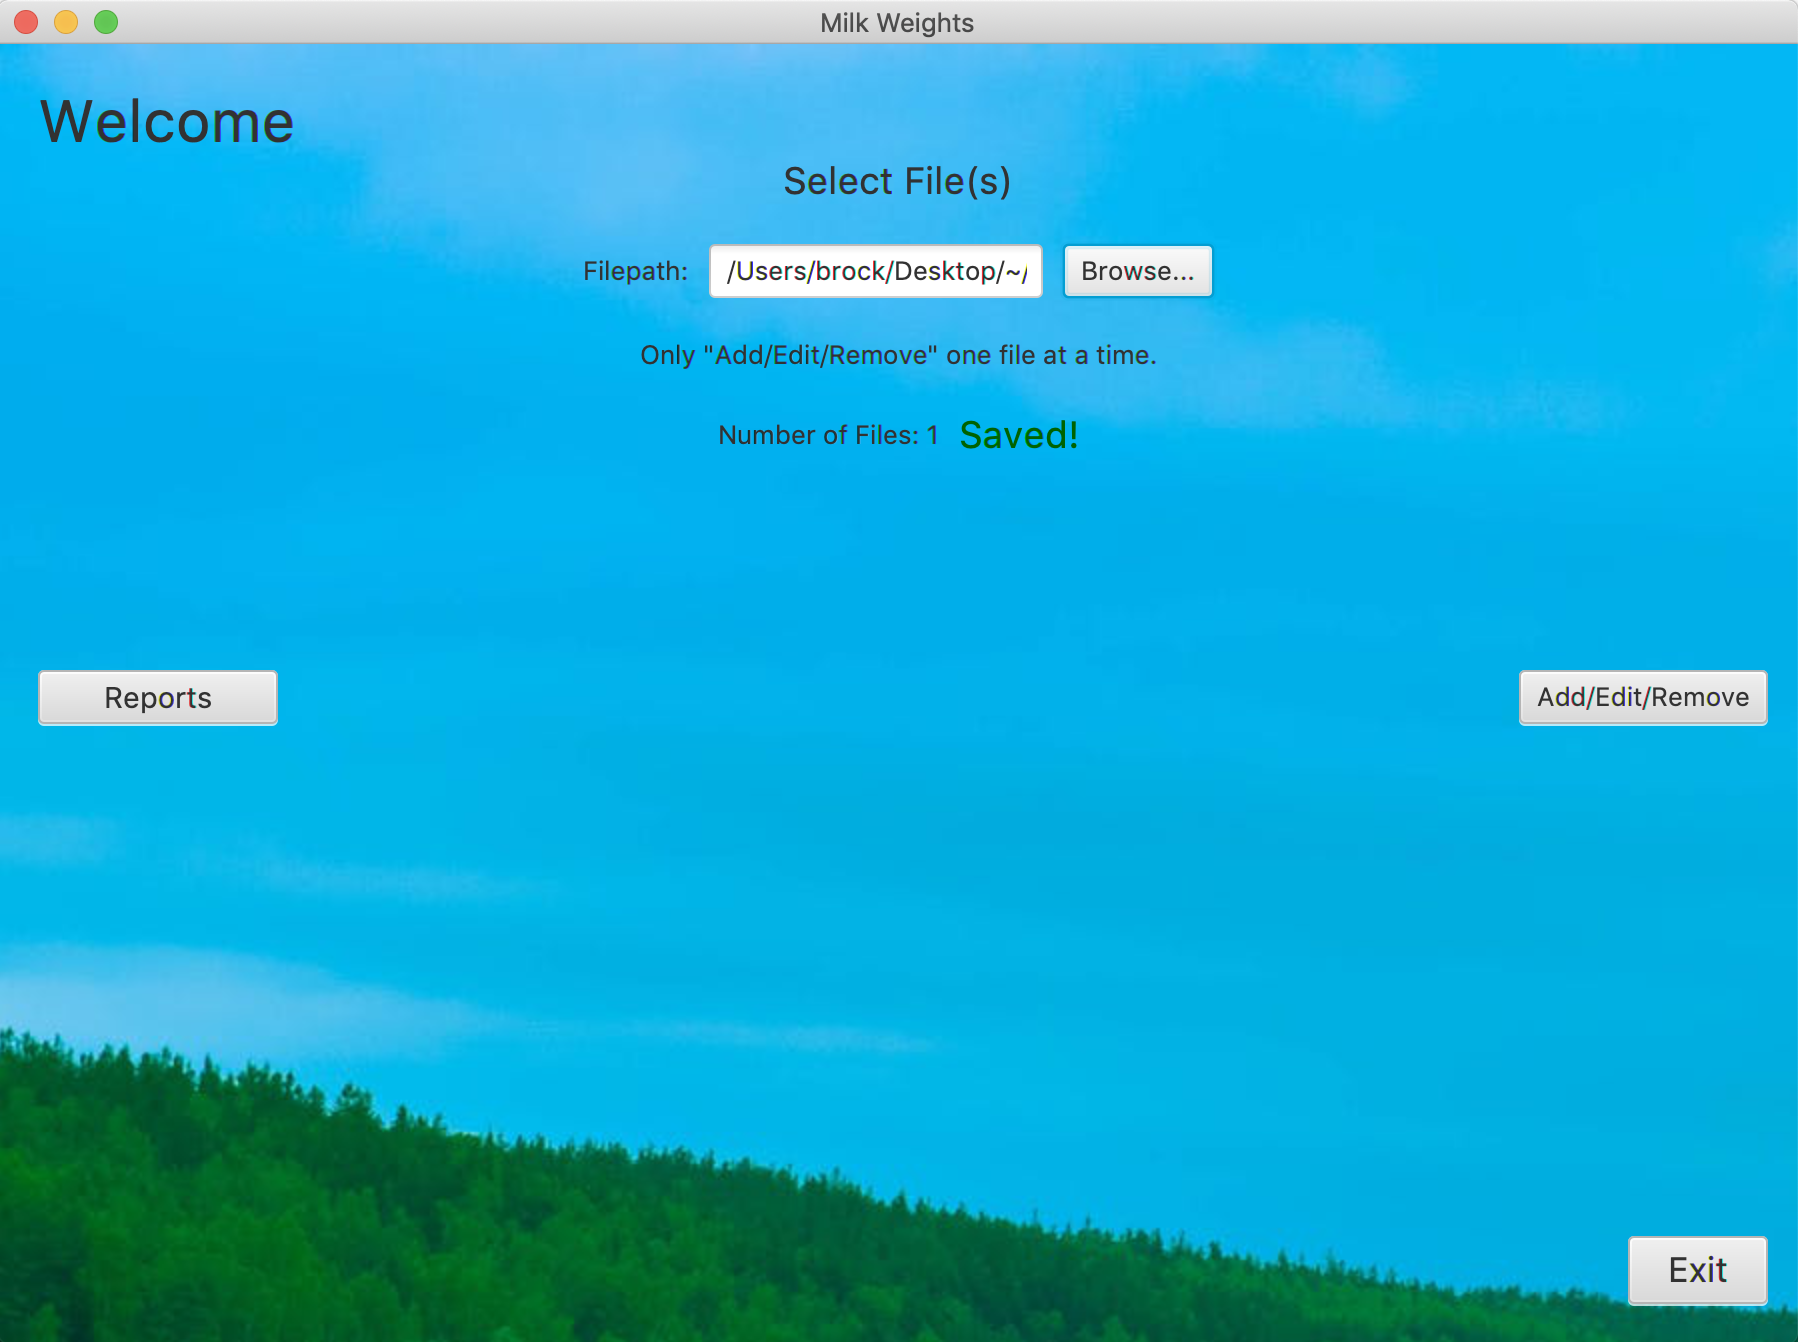 Milk Weights
Welcome
Select File(s)
Filepath: /Users/brock/Desktop/~/ Browse...
Only "Add/Edit/Remove" one file at a time.
Number of Files: 1 Saved!
Reports Add/Edit/Remove
Exit